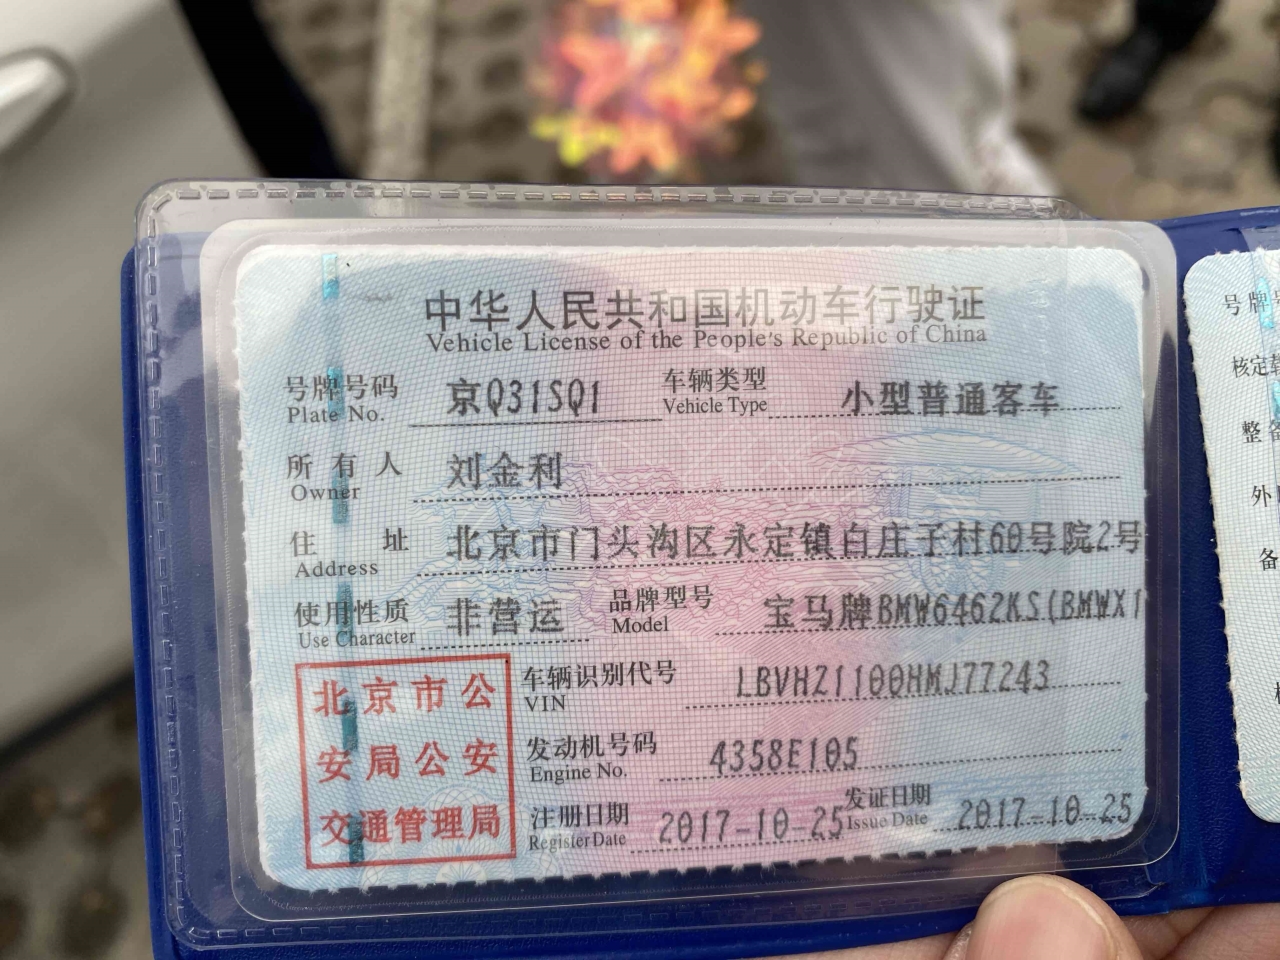 中华人民共和国机动车行驶证
Vehicle License of the People's Republic of China
号牌号码 京Q31SQ1 车辆类型 小型普通客车
Plate No. Vehicle Type
所有人 刘金利
Owner
住址 北京市门头沟区永定镇白庄子村60号院2号
Address
使用性质 非营运 品牌型号 宝马牌BMW6462KS(BMWX1
Use Character Model
车辆识别代号 LBVHZ1100HMJ77243
VIN
发动机号码 4358E105
Engine No.
注册日期 2017-10-25 发证日期 2017-10-25
Register Date Issue Date
北京市公
安局公安
交通管理局
号牌
核定载
整备
外
备